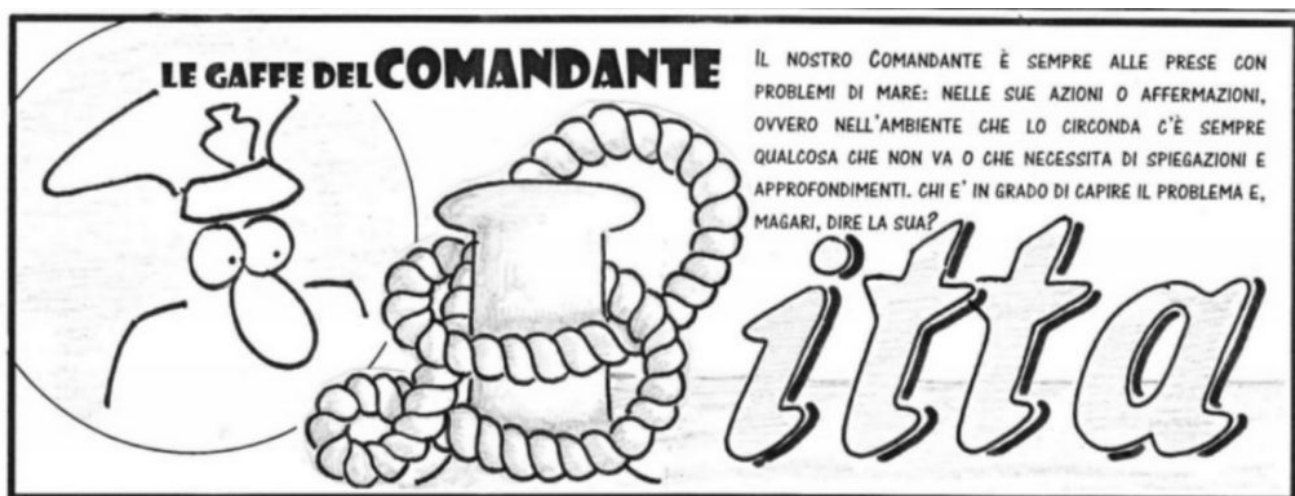 LE GAFFE DEL COMANDANTE
IL NOSTRO COMANDANTE È SEMPRE ALLE PRESE CON
PROBLEMI DI MARE: NELLE SUE AZIONI O AFFERMAZIONI,
OVVERO NELL'AMBIENTE CHE LO CIRCONDA C'È SEMPRE
QUALCOSA CHE NON VA O CHE NECESSITA DI SPIEGAZIONI E
APPROFONDIMENTI. CHI E' IN GRADO DI CAPIRE IL PROBLEMA E,
MAGARI, DIRE LA SUA?
Bitta